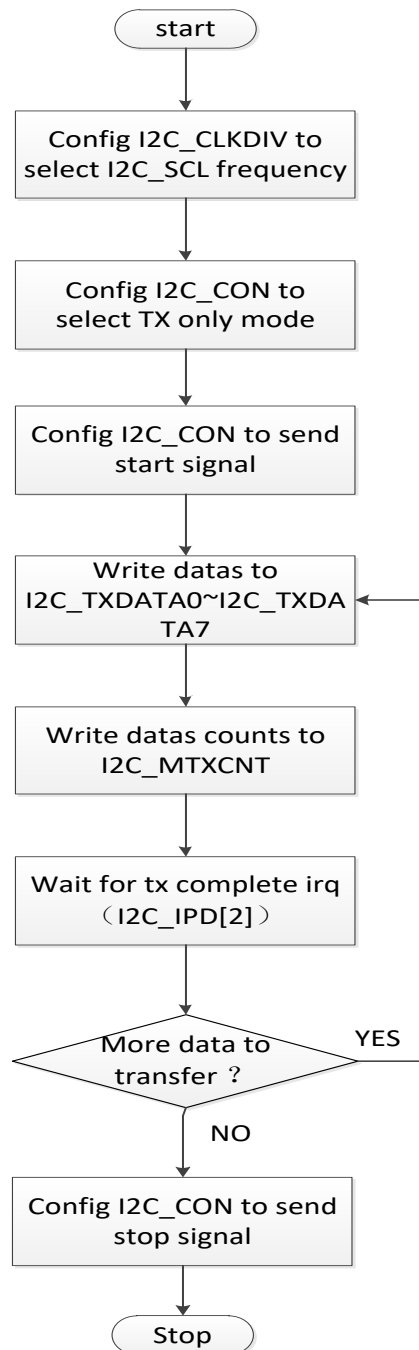 start
Config I2C_CLKDIV to
select I2C_SCL frequency
Config I2C_CON to
select TX only mode
Config I2C_CON to send
start signal
Write datas to
I2C_TXDATA0~I2C_TXDA
TA7
Write datas counts to
I2C_MTXCNT
Wait for tx complete irq
（I2C_IPD[2]）
More data to
transfer ？
YES
NO
Config I2C_CON to send
stop signal
Stop